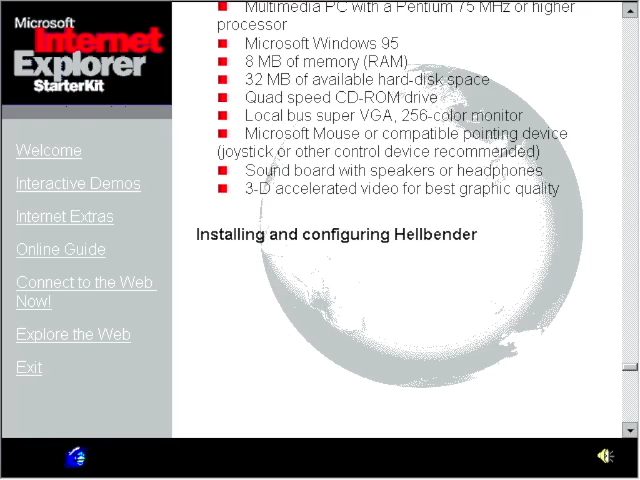 Microsoft
Internet
Explorer
StarterKit
Welcome
Interactive Demos
Internet Extras
Online Guide
Connect to the Web
Now!
Explore the Web
Exit
Multimedia PC with a Pentium 75 MHz or higher
processor
Microsoft Windows 95
8 MB of memory (RAM)
32 MB of available hard-disk space
Quad speed CD-ROM drive
Local bus super VGA, 256-color monitor
Microsoft Mouse or compatible pointing device
(joystick or other control device recommended)
Sound board with speakers or headphones
3-D accelerated video for best graphic quality
Installing and configuring Hellbender